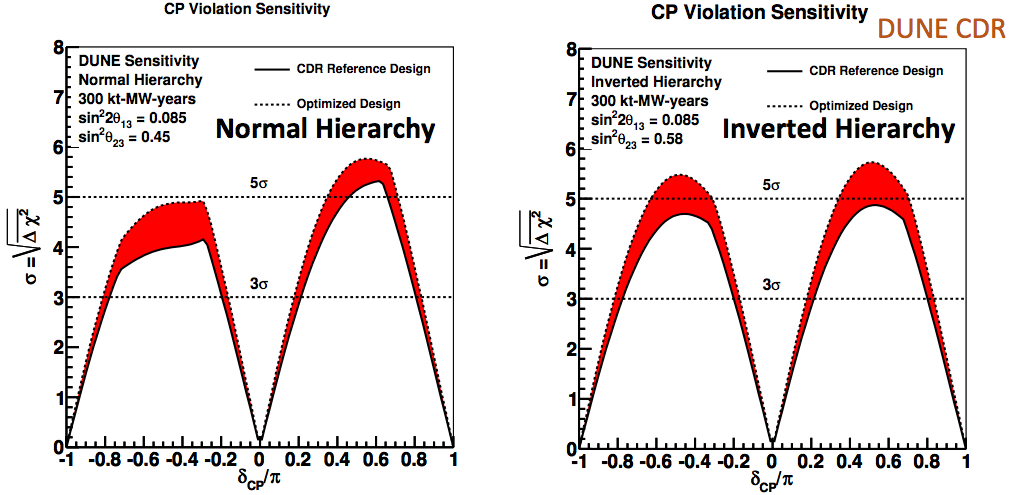 CP Violation Sensitivity
8
7
6
5
4
3
2
1
0
σ = √Δ χ²
DUNE Sensitivity
Normal Hierarchy
300 kt-MW-years
sin²2θ₁₃ = 0.085
sin²θ₂₃ = 0.45
CDR Reference Design
Optimized Design
Normal Hierarchy
5σ
3σ
-1 -0.8 -0.6 -0.4 -0.2 0 0.2 0.4 0.6 0.8 1
δCP/π
CP Violation Sensitivity
DUNE CDR
8
7
6
5
4
3
2
1
0
σ = √Δ χ²
DUNE Sensitivity
Inverted Hierarchy
300 kt-MW-years
sin²2θ₁₃ = 0.085
sin²θ₂₃ = 0.58
CDR Reference Design
Optimized Design
Inverted Hierarchy
5σ
3σ
-1 -0.8 -0.6 -0.4 -0.2 0 0.2 0.4 0.6 0.8 1
δCP/π